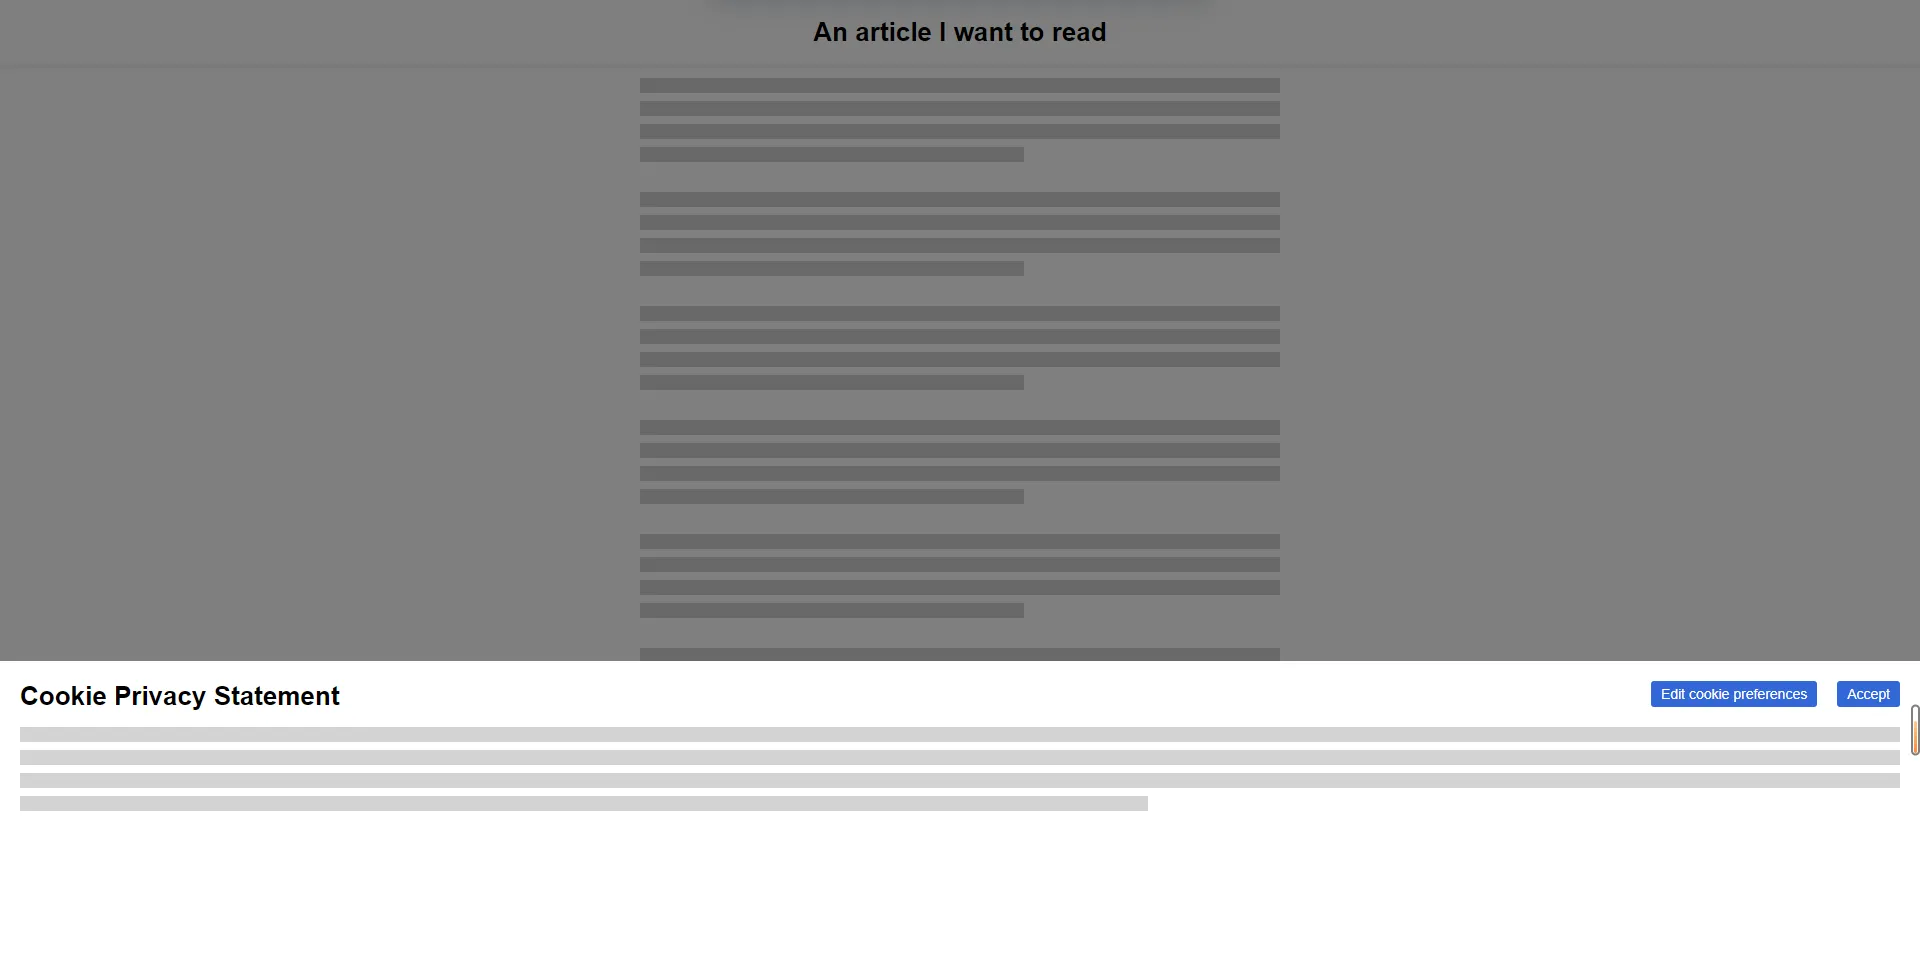 An article I want to read
Cookie Privacy Statement
Edit cookie preferences
Accept